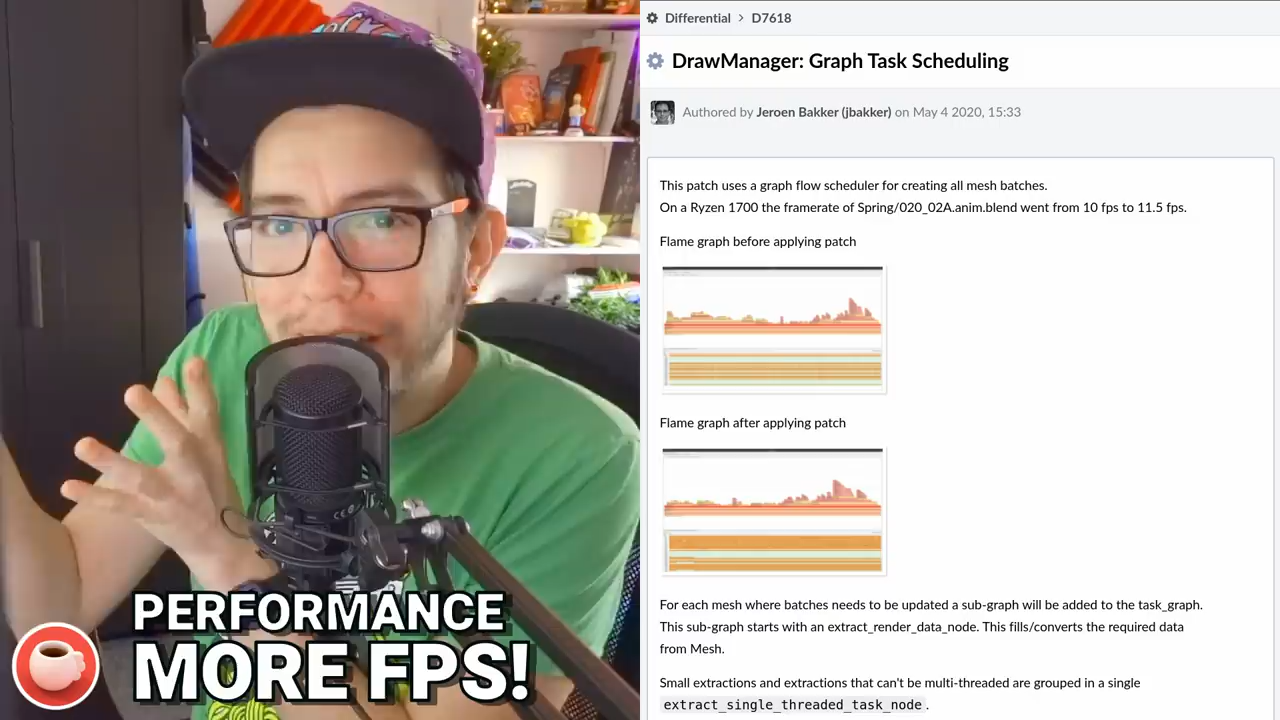 Differential > D7618
DrawManager: Graph Task Scheduling
Authored by Jeroen Bakker (jbakker) on May 4 2020, 15:33
This patch uses a graph flow scheduler for creating all mesh batches.
On a Ryzen 1700 the framerate of Spring/020_02A.anim.blend went from 10 fps to 11.5 fps.
Flame graph before applying patch
Flame graph after applying patch
For each mesh where batches needs to be updated a sub-graph will be added to the task_graph.
This sub-graph starts with an extract_render_data_node. This fills/converts the required data
from Mesh.
Small extractions and extractions that can't be multi-threaded are grouped in a single
extract_single_threaded_task_node.
PERFORMANCE
MORE FPS!